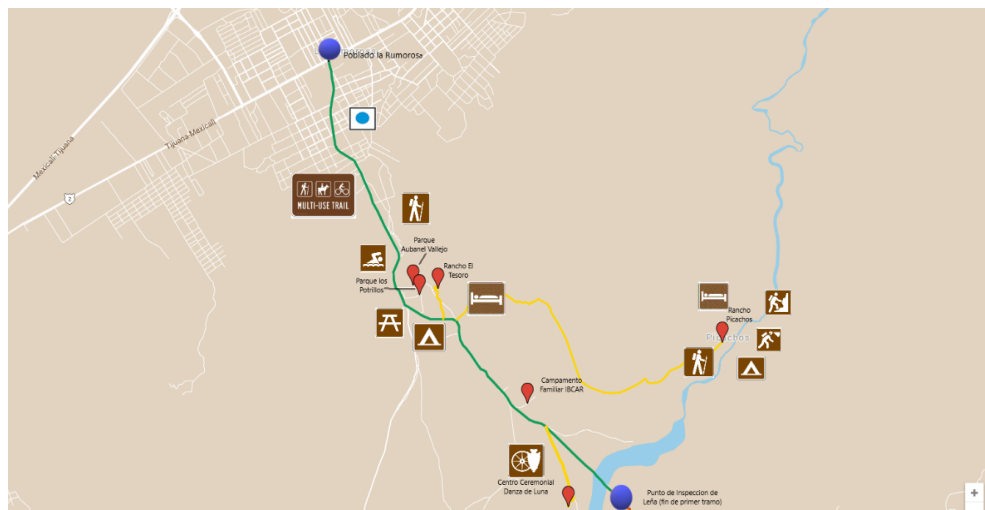 Poblado la Rumorosa
Mexicali-Tijuana
Tijuana-Mexicali
2
MULTI-USE TRAIL
Parque
Aubanel Vallejo
Rancho El
Tesoro
Parque los
Potrillos
Rancho
Picachos
Picachos
Campamento
Familiar IBCAR
Centro Ceremonial
Danza de Luna
Punto de Inspeccion de
Leña (fin de primer tramo)
+